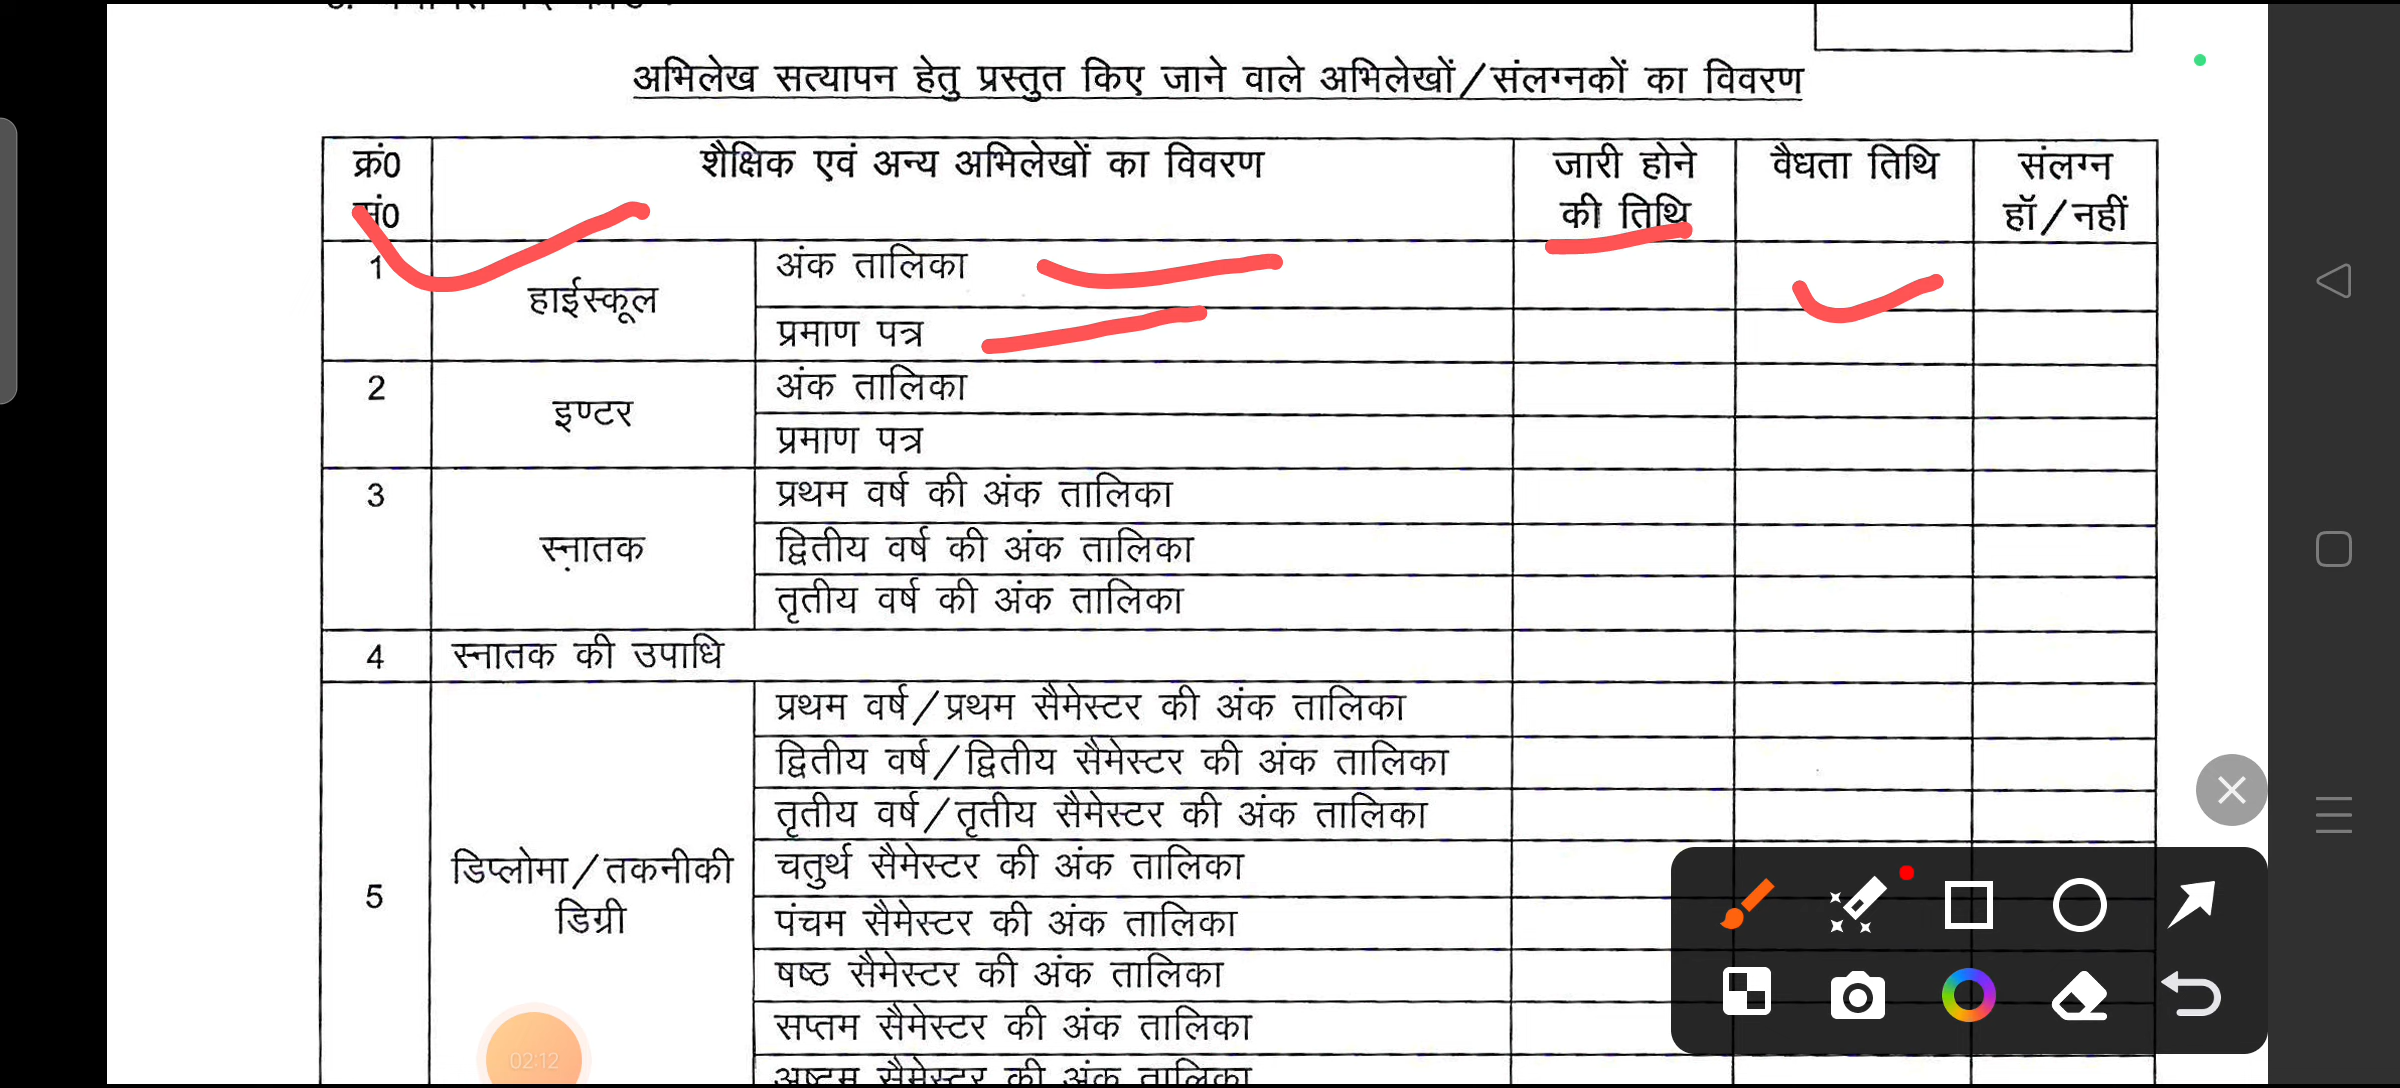 अभिलेख सत्यापन हेतु प्रस्तुत किए जाने वाले अभिलेखों/संलग्नकों का विवरण
क्रं0 सं0
शैक्षिक एवं अन्य अभिलेखों का विवरण
जारी होने की तिथि
वैधता तिथि
संलग्न हॉ/नहीं
1
हाईस्कूल
अंक तालिका
प्रमाण पत्र
2
इण्टर
अंक तालिका
प्रमाण पत्र
3
स्नातक
प्रथम वर्ष की अंक तालिका
द्वितीय वर्ष की अंक तालिका
तृतीय वर्ष की अंक तालिका
4
स्नातक की उपाधि
5
डिप्लोमा/तकनीकी
डिग्री
प्रथम वर्ष/प्रथम सैमेस्टर की अंक तालिका
द्वितीय वर्ष/द्वितीय सैमेस्टर की अंक तालिका
तृतीय वर्ष/तृतीय सैमेस्टर की अंक तालिका
चतुर्थ सैमेस्टर की अंक तालिका
पंचम सैमेस्टर की अंक तालिका
षष्ठ सैमेस्टर की अंक तालिका
सप्तम सैमेस्टर की अंक तालिका
अष्टम सैमेस्टर की अंक तालिका
02:12